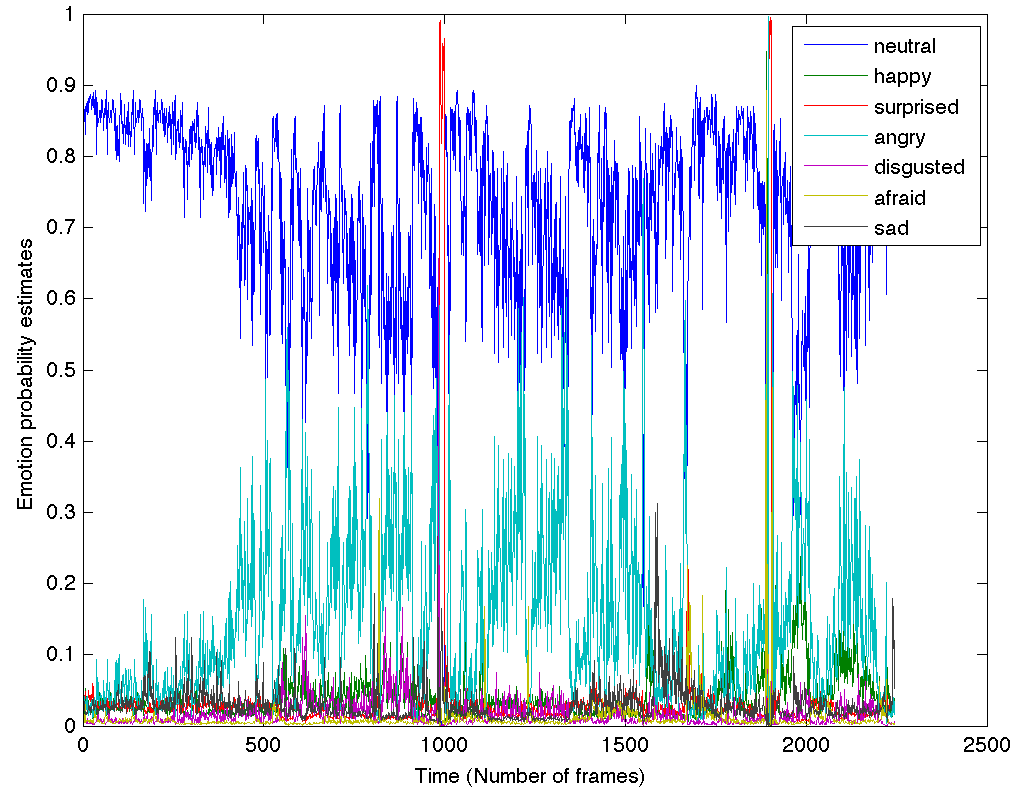 1
0.9
0.8
0.7
0.6
0.5
0.4
0.3
0.2
0.1
0
0 500 1000 1500 2000 2500
Emotion probability estimates
Time (Number of frames)
neutral
happy
surprised
angry
disgusted
afraid
sad